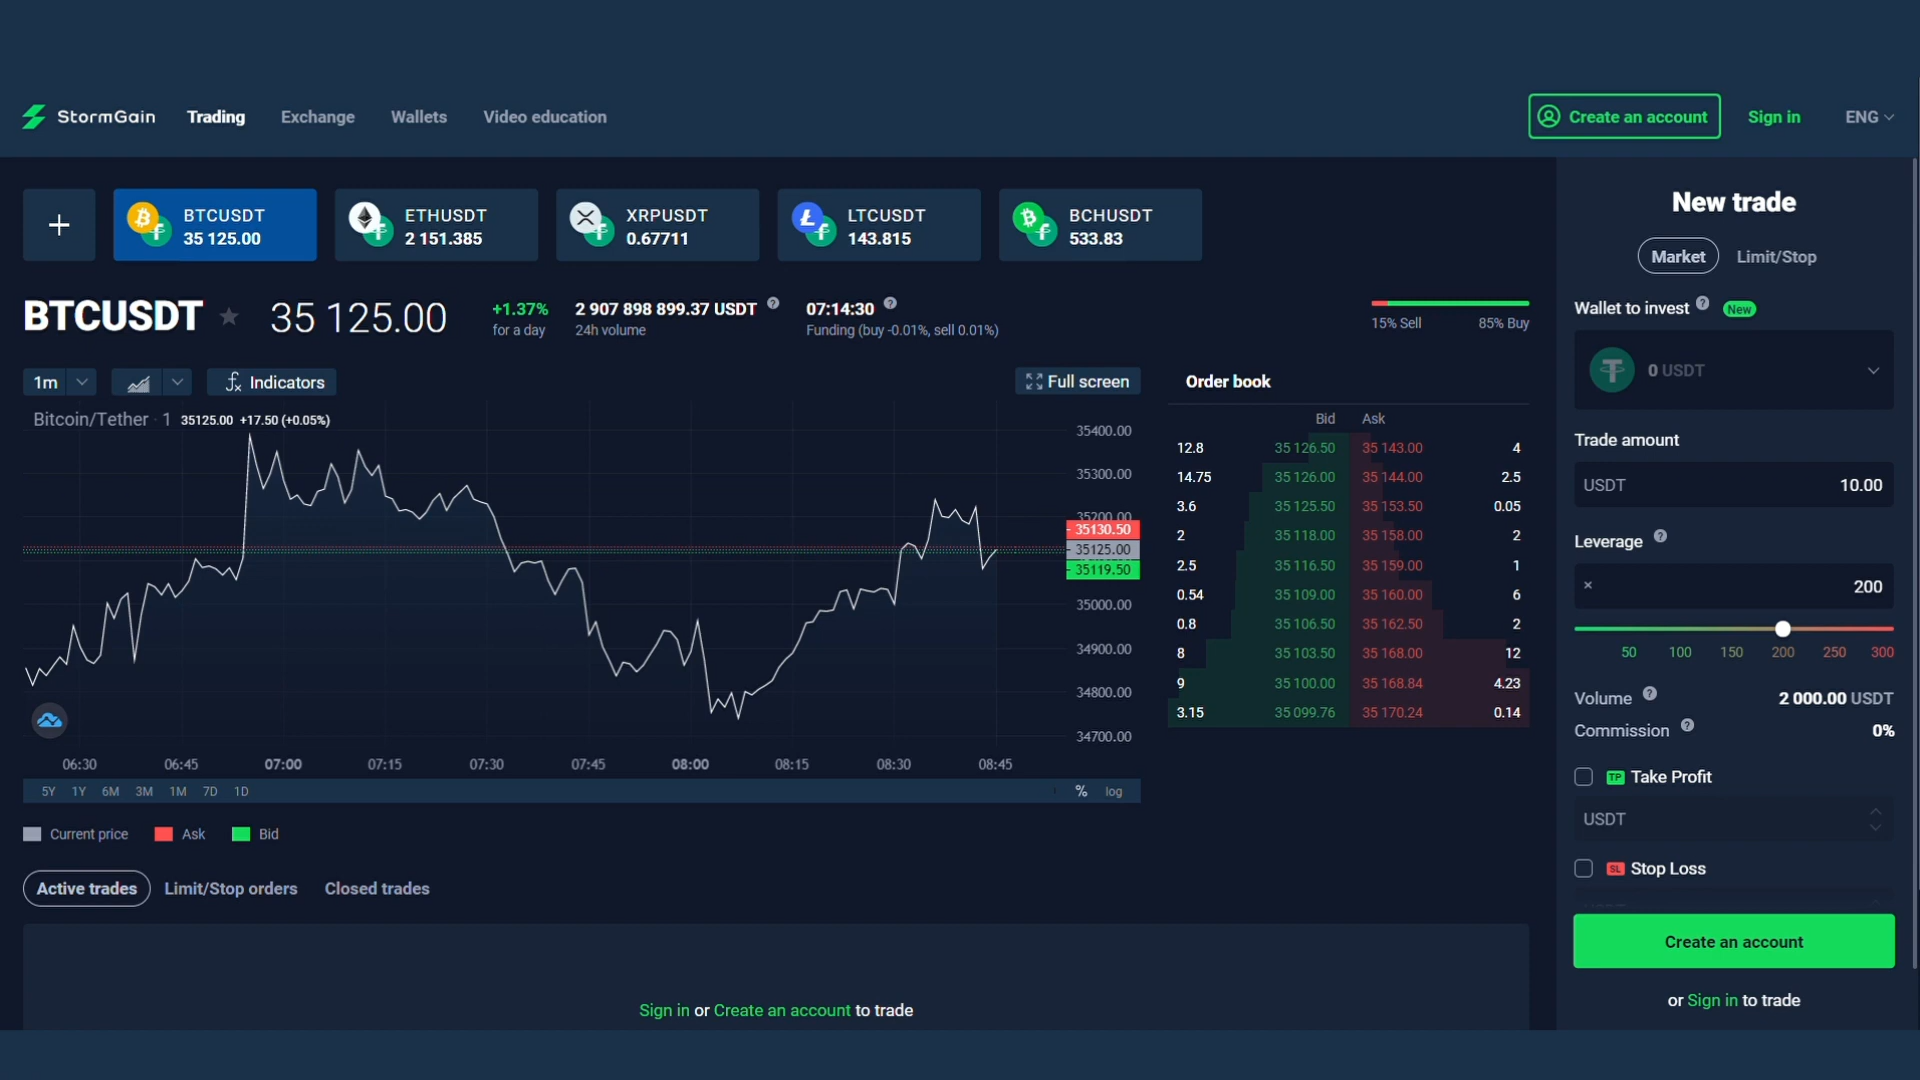 StormGain Trading Exchange Wallets Video education Create an account Sign in ENG
+ BTCUSDT ETHUSDT XRPUSDT LTCUSDT BCHUSDT
35 125.00 2 151.385 0.67711 143.815 533.83
BTCUSDT 35 125.00 +1.37% 2 907 898 899.37 USDT ? 07:14:30 ?
for a day 24h volume Funding (buy -0.01%, sell 0.01%) 15% Sell 85% Buy
1m Indicators Full screen
Bitcoin/Tether · 1 35125.00 +17.50 (+0.05%)
35400.00
35300.00
35200.00
35130.50
35125.00
35119.50
35000.00
34900.00
34800.00
34700.00
06:30 06:45 07:00 07:15 07:30 07:45 08:00 08:15 08:30 08:45
5Y 1Y 6M 3M 1M 7D 1D % log
Current price Ask Bid
Order book
Bid Ask
12.8 35 126.50 35 143.00 4
14.75 35 126.00 35 144.00 2.5
3.6 35 125.50 35 153.50 0.05
2 35 118.00 35 158.00 2
2.5 35 116.50 35 159.00 1
0.54 35 109.00 35 160.00 6
0.8 35 106.50 35 162.50 2
8 35 103.50 35 168.00 12
9 35 100.00 35 168.84 4.23
3.15 35 099.76 35 170.24 0.14
Active trades Limit/Stop orders Closed trades
Sign in or Create an account to trade
New trade
Market Limit/Stop
Wallet to invest ? New
0 USDT
Trade amount
USDT 10.00
Leverage ?
× 200
50 100 150 200 250 300
Volume ? 2 000.00 USDT
Commission ? 0%
TP Take Profit
USDT
SL Stop Loss
Create an account
or Sign in to trade